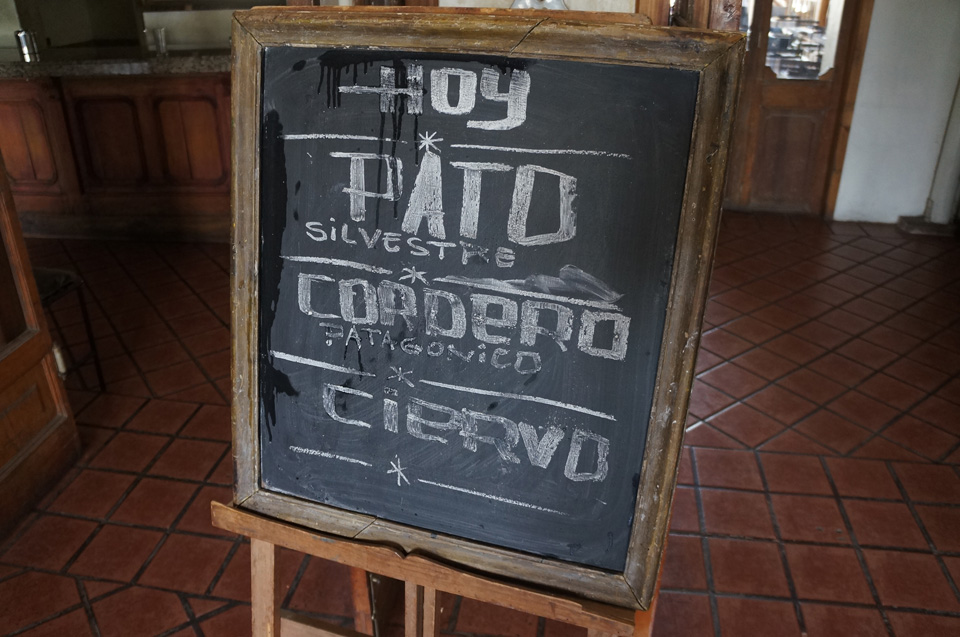 Hoy
PATO
SiLVESTRE
CORDeRO
PATAGONiCO
CieRVO